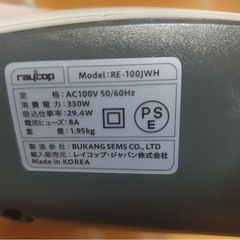 raycop Model:RE-100JWH
定格:AC100V 50/60Hz
消費電力:330W
吸込仕事率:29.4W
電流ヒューズ:8A
重量:1.95kg
PSE
製造会社:BUKANG SEMS CO., LTD
輸入販売元:レイコップ・ジャパン株式会社
Made in KOREA